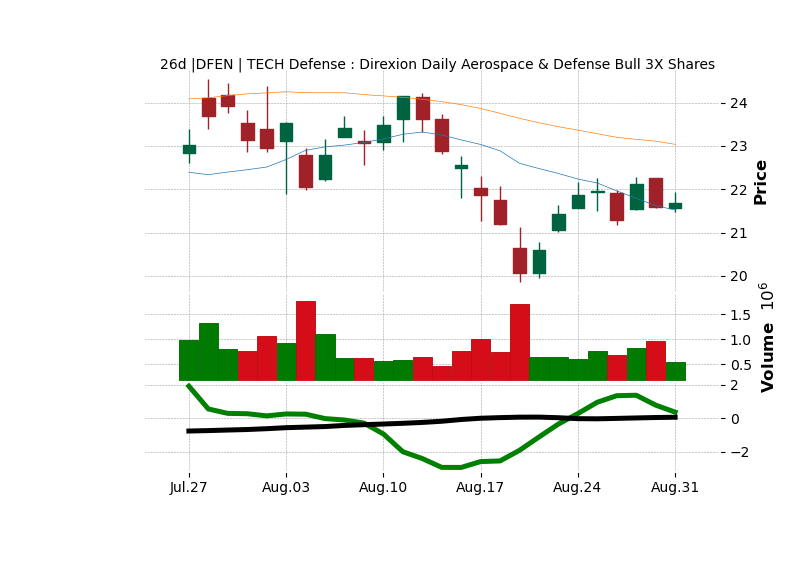 26d |DFEN | TECH Defense : Direxion Daily Aerospace & Defense Bull 3X Shares
24
23
22
21
20
Price
1.5
1.0
0.5
Volume 10^6
2
0
−2
Jul.27 Aug.03 Aug.10 Aug.17 Aug.24 Aug.31